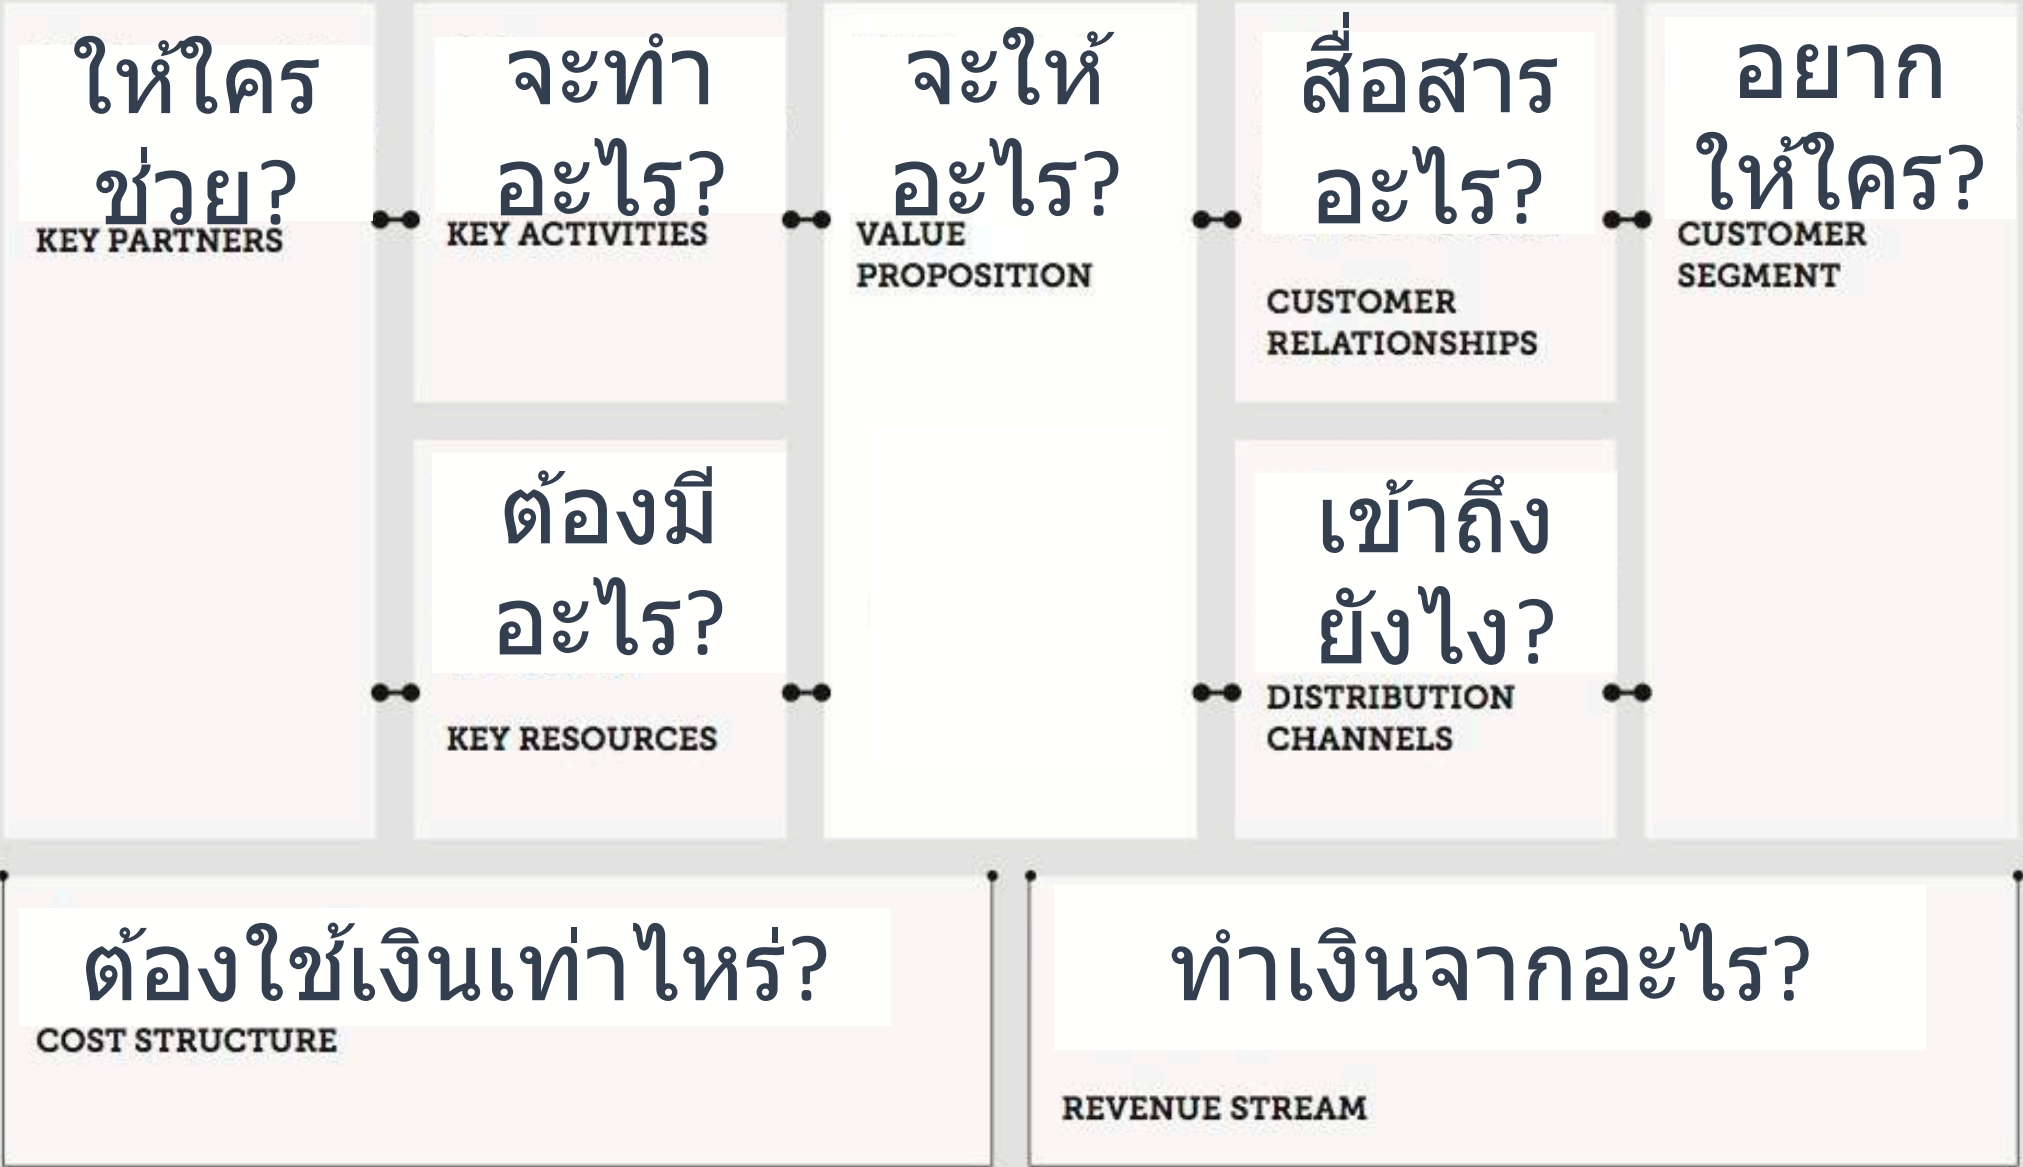 ให้ใคร
ช่วย?
KEY PARTNERS
จะทำ
อะไร?
KEY ACTIVITIES
ต้องมี
อะไร?
KEY RESOURCES
จะให้
อะไร?
VALUE
PROPOSITION
สื่อสาร
อะไร?
CUSTOMER
RELATIONSHIPS
เข้าถึง
ยังไง?
DISTRIBUTION
CHANNELS
อยาก
ให้ใคร?
CUSTOMER
SEGMENT
ต้องใช้เงินเท่าไหร่?
COST STRUCTURE
ทำเงินจากอะไร?
REVENUE STREAM